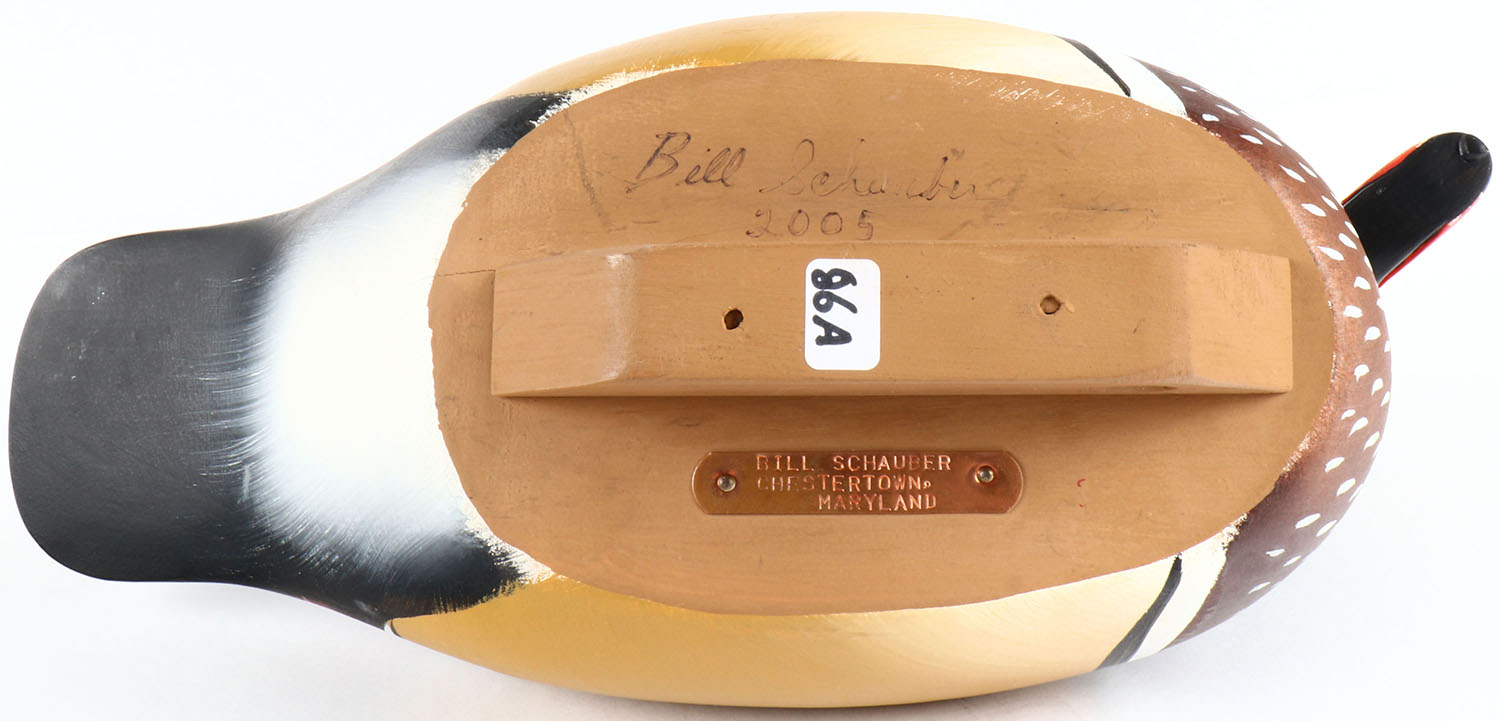 Bill Schauber
2005
86A
BILL SCHAUBER
CHESTERTOWN,
MARYLAND